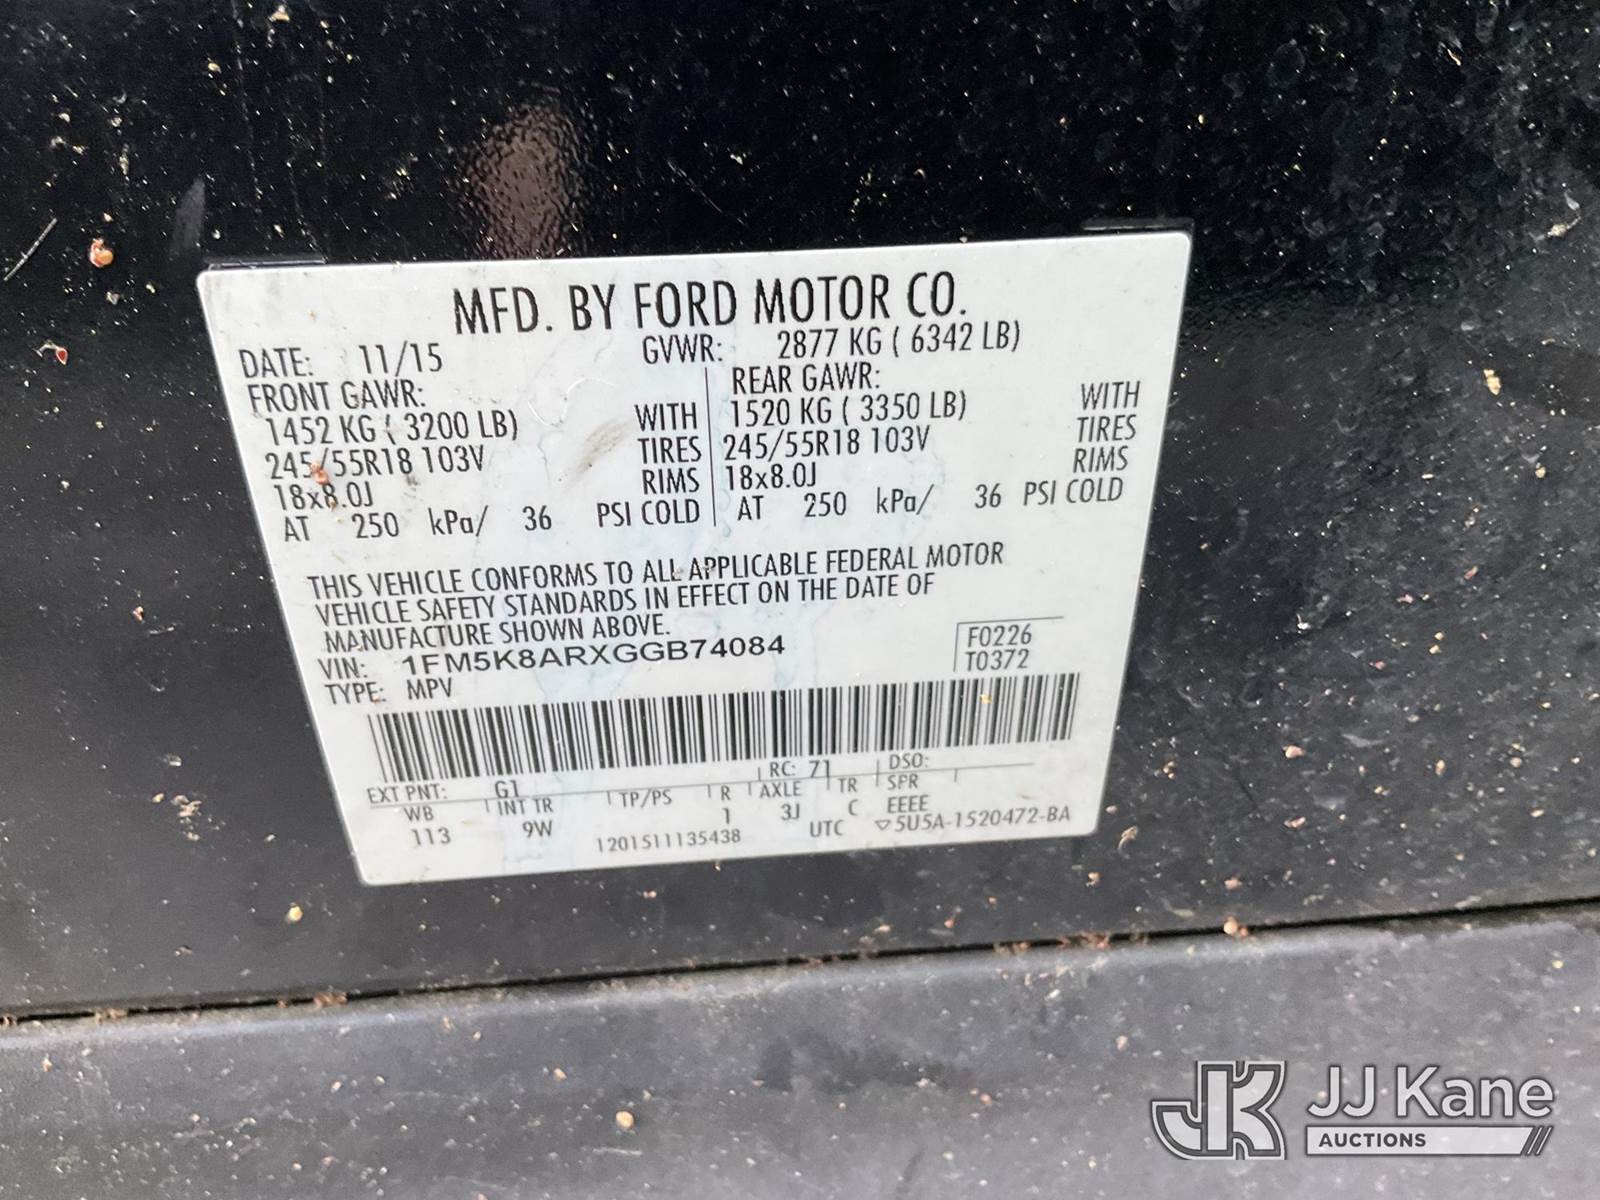 MFD. BY FORD MOTOR CO.
DATE: 11/15 GVWR: 2877 KG ( 6342 LB)
FRONT GAWR: REAR GAWR:
1452 KG ( 3200 LB) WITH 1520 KG ( 3350 LB) WITH
245/55R18 103V TIRES 245/55R18 103V TIRES
18x8.0J RIMS 18x8.0J RIMS
AT 250 kPa/ 36 PSI COLD AT 250 kPa/ 36 PSI COLD
THIS VEHICLE CONFORMS TO ALL APPLICABLE FEDERAL MOTOR
VEHICLE SAFETY STANDARDS IN EFFECT ON THE DATE OF
MANUFACTURE SHOWN ABOVE.
VIN: 1FM5K8ARXGGB74084 F0226
TYPE: MPV T0372
EXT PNT: G1 RC: 71 DSO:
WB INT TR TP/PS R AXLE TR SPR
113 9W 1 3J C EEEE
1201511135438 UTC ▽5U5A-1520472-BA
JK JJ Kane
AUCTIONS